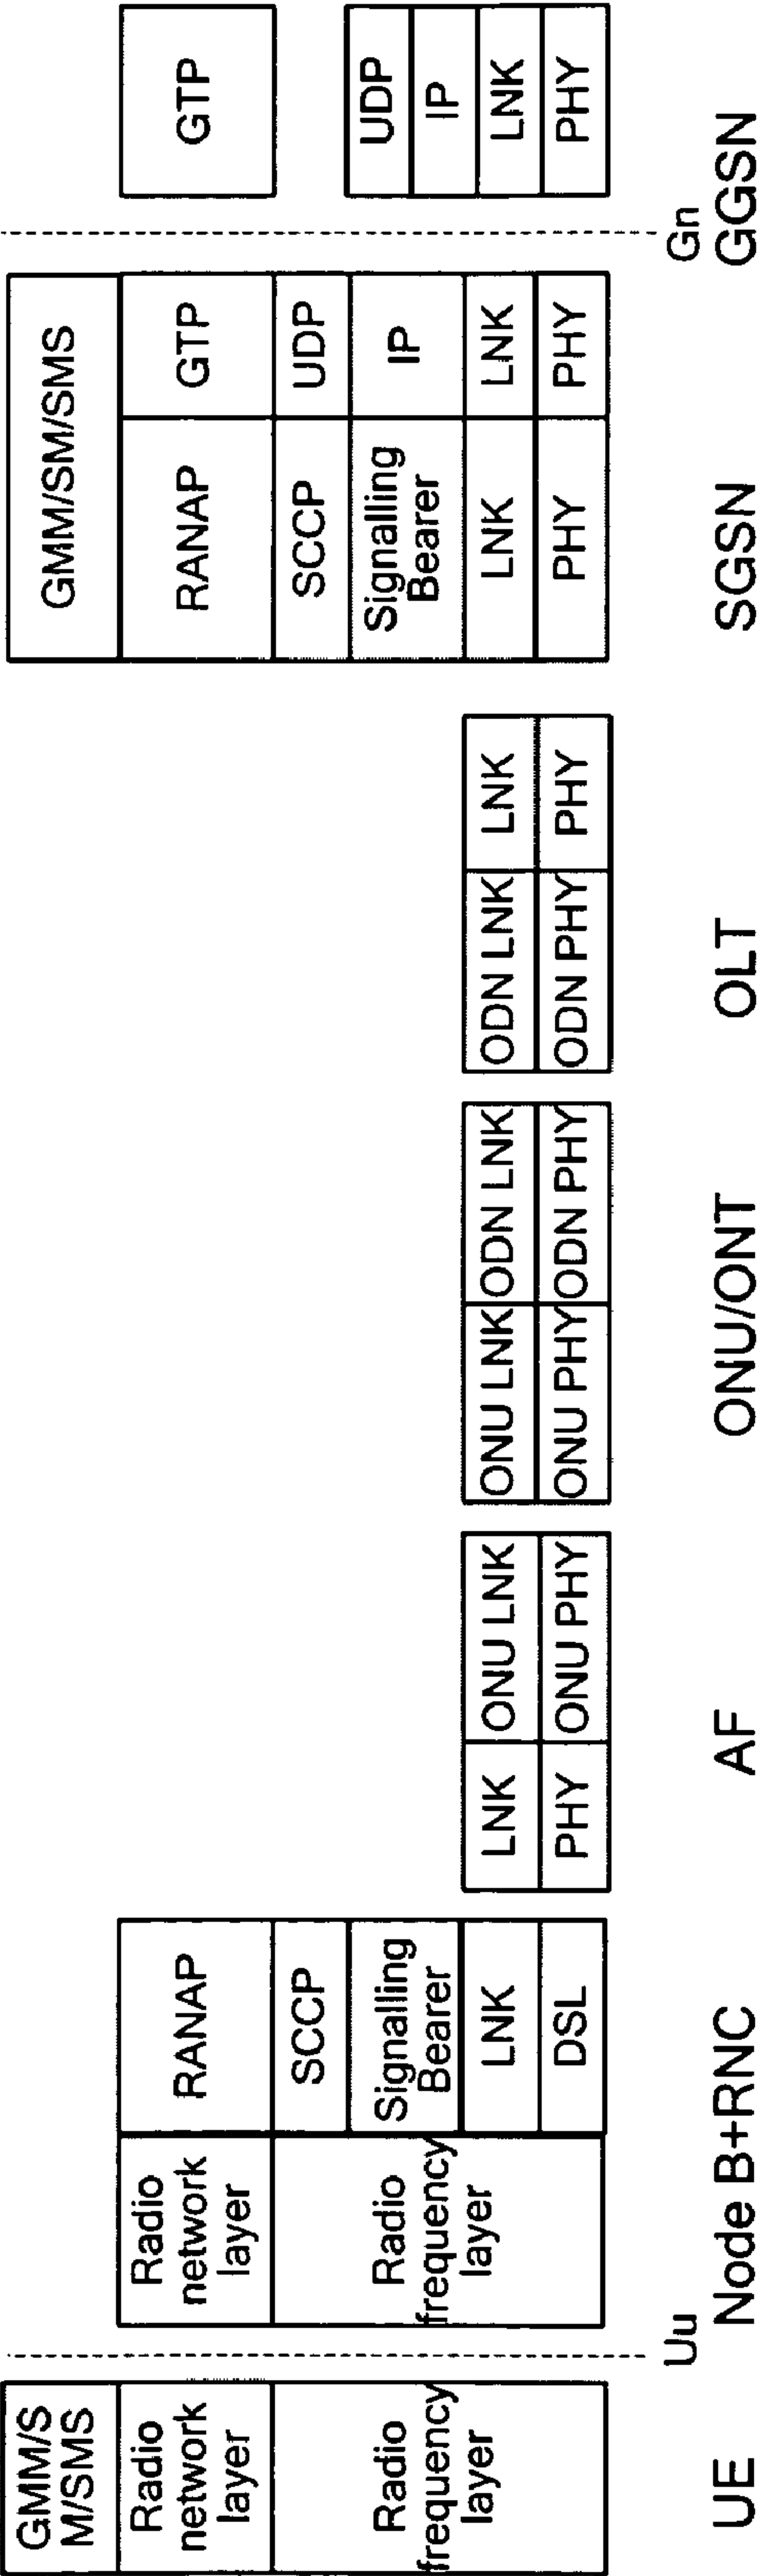 GMM/S
M/SMS
Radio
network
layer
Radio
frequency
layer
UE
Uu
Radio
network
layer
Radio
frequency
layer
RANAP
SCCP
Signalling
Bearer
LNK
DSL
Node B+RNC
LNK
ONU LNK
PHY
ONU PHY
AF
ONU LNK
ODN LNK
ONU PHY
ODN PHY
ONU/ONT
ODN LNK
LNK
ODN PHY
PHY
OLT
GMM/SM/SMS
RANAP
GTP
SCCP
UDP
Signalling
Bearer
IP
LNK
LNK
PHY
PHY
SGSN
Gn
GTP
UDP
IP
LNK
PHY
GGSN